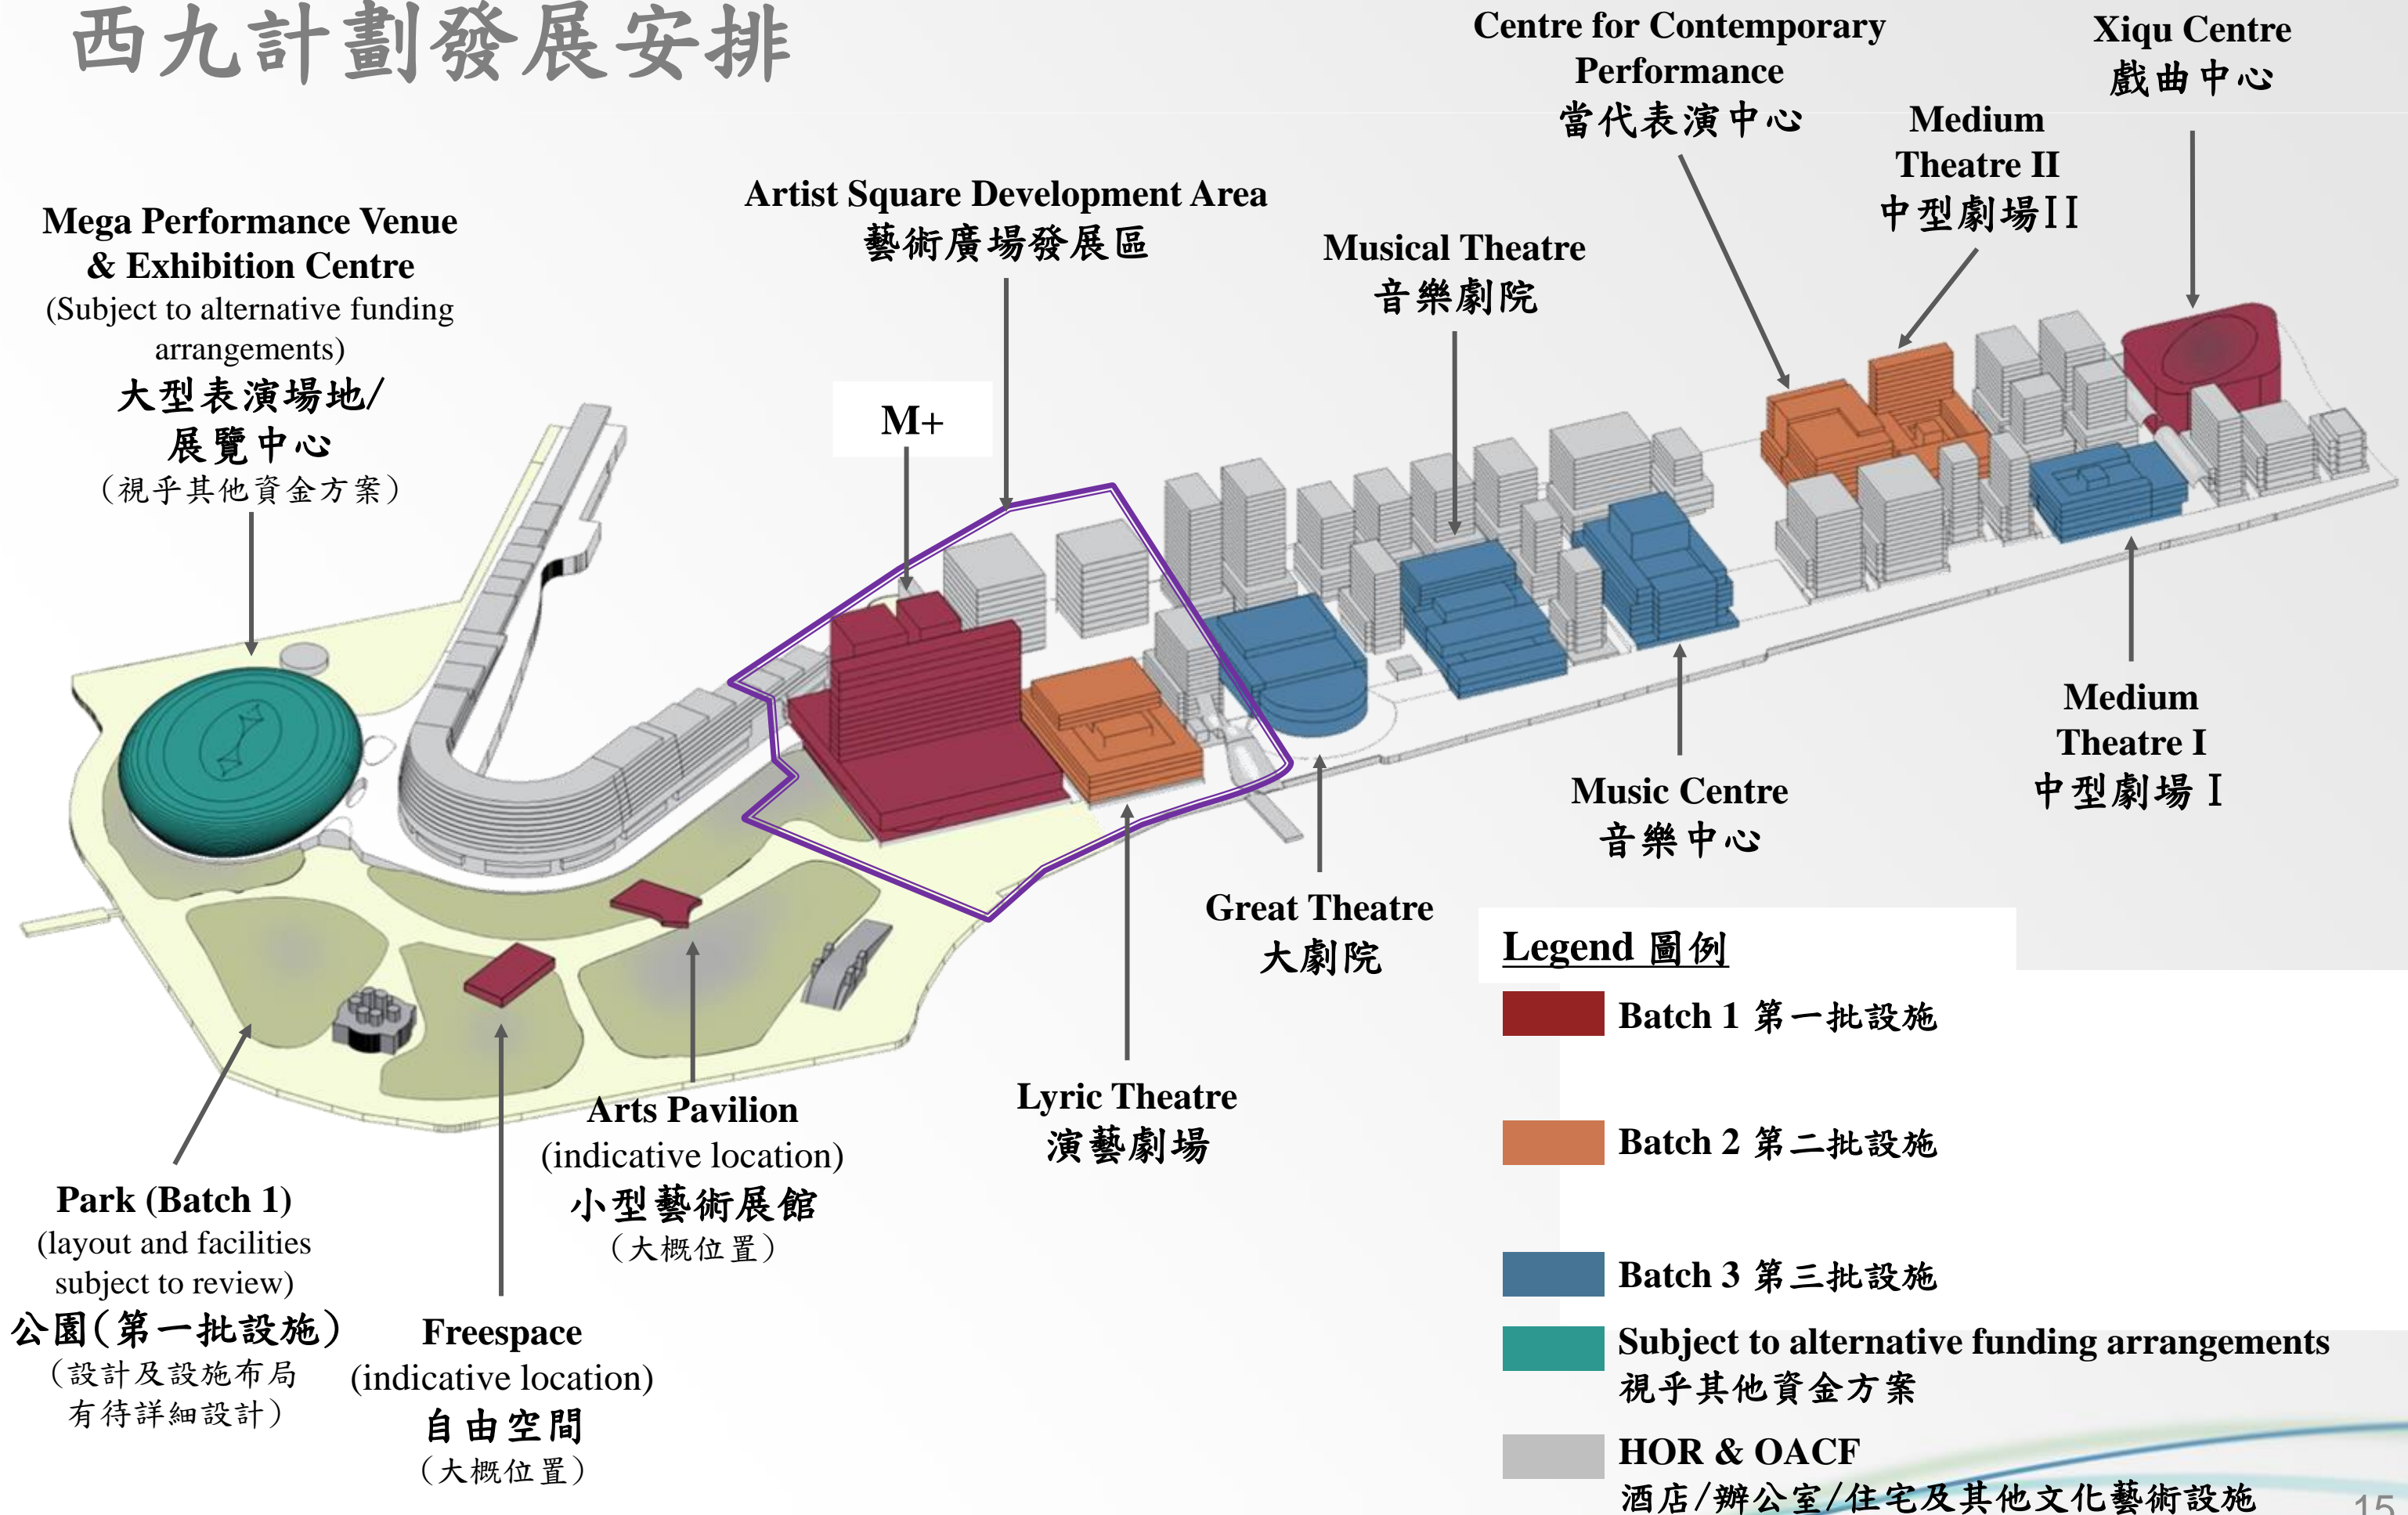 西九計劃發展安排
Centre for Contemporary
Performance
當代表演中心
Xiqu Centre
戲曲中心
Medium
Theatre II
中型劇場II
Artist Square Development Area
藝術廣場發展區
Musical Theatre
音樂劇院
Mega Performance Venue
& Exhibition Centre
(Subject to alternative funding
arrangements)
大型表演場地/
展覽中心
（視乎其他資金方案）
M+
Medium
Theatre I
中型劇場 I
Music Centre
音樂中心
Great Theatre
大劇院
Lyric Theatre
演藝劇場
Arts Pavilion
(indicative location)
小型藝術展館
（大概位置）
Park (Batch 1)
(layout and facilities
subject to review)
公園(第一批設施)
（設計及設施布局
有待詳細設計）
Freespace
(indicative location)
自由空間
（大概位置）
Legend 圖例
Batch 1 第一批設施
Batch 2 第二批設施
Batch 3 第三批設施
Subject to alternative funding arrangements
視乎其他資金方案
HOR & OACF
酒店/辦公室/住宅及其他文化藝術設施
15